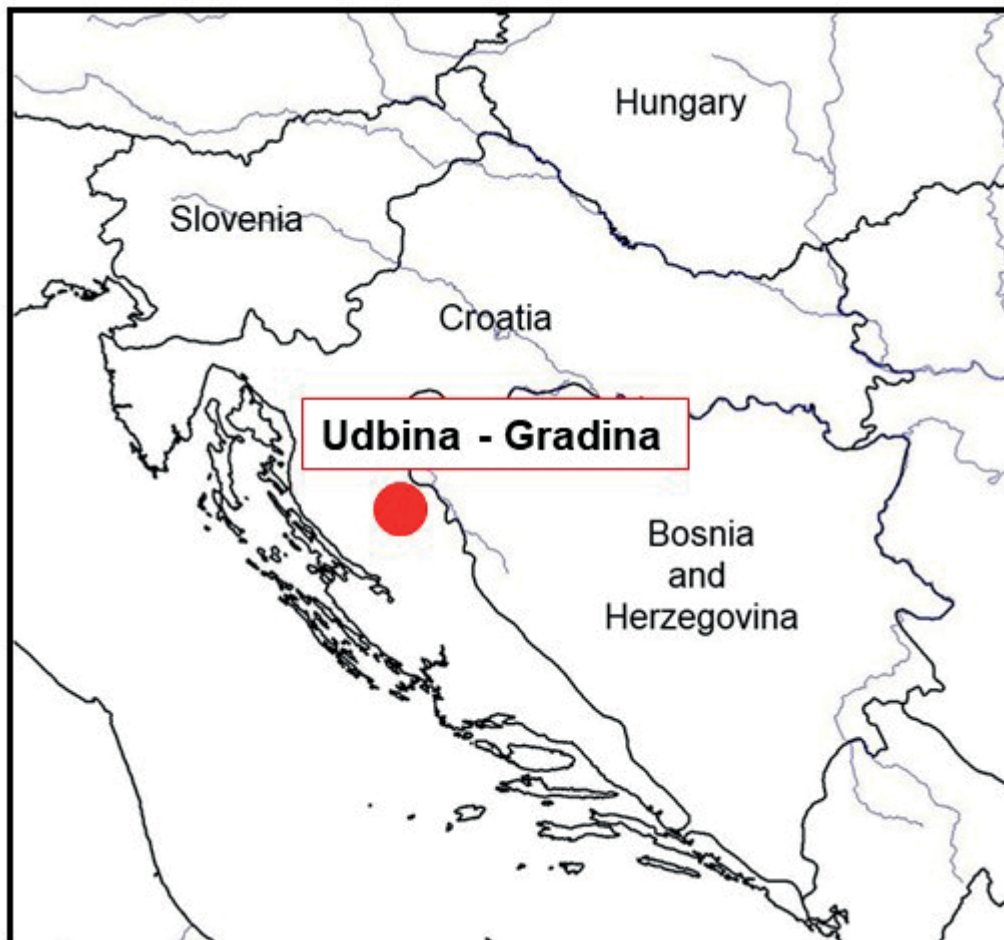 Hungary
Slovenia
Croatia
Udbina - Gradina
Bosnia
and
Herzegovina